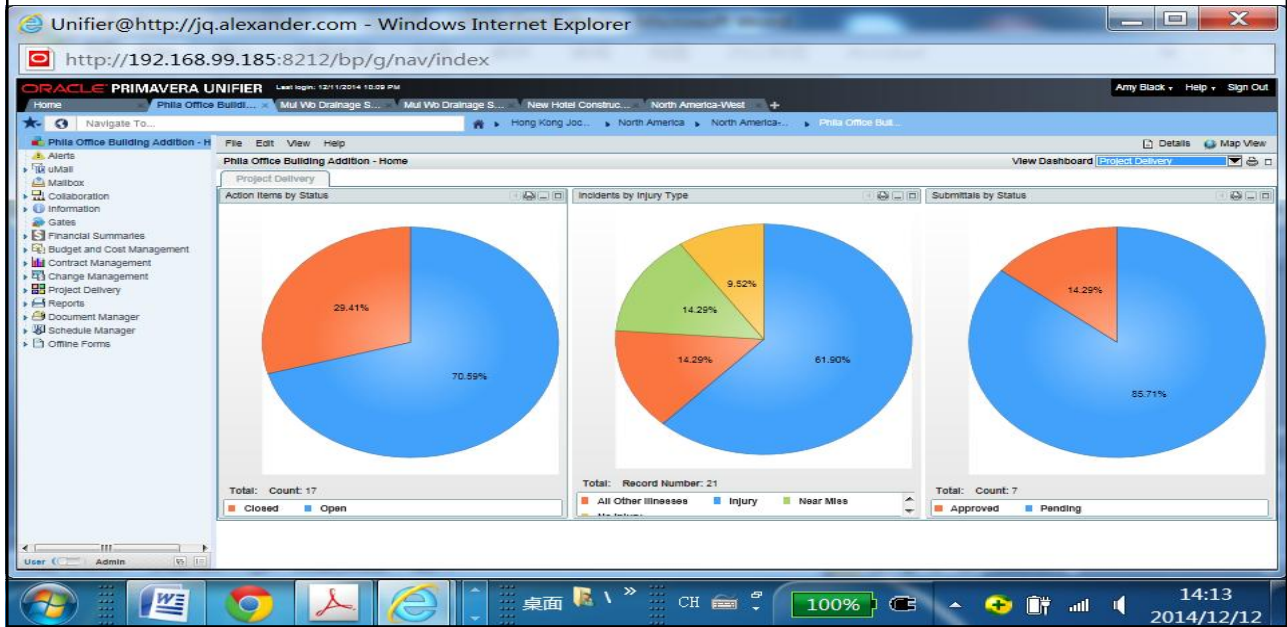 Unifier@http://jq.alexander.com - Windows Internet Explorer
http://192.168.99.185:8212/bp/g/nav/index
ORACLE PRIMAVERA UNIFIER Last login: 12/11/2014 10:09 PM Amy Black Help Sign Out
Home Phila Office Buildi... Mul Wo Drainage S... Mul Wo Drainage S... New Hotel Construc... North America-West +
Navigate To... Hong Kong Joc... North America North America-... Phila Office Buil...
Phila Office Building Addition - H File Edit View Help Details Map View
Alerts
uMail
Mailbox
Collaboration
Information
Gates
Financial Summaries
Budget and Cost Management
Contract Management
Change Management
Project Delivery
Reports
Document Manager
Schedule Manager
Offline Forms
User Admin
Phila Office Building Addition - Home View Dashboard Project Delivery
Project Delivery
Action Items by Status
29.41%
70.59%
Total: Count: 17
Closed Open
Incidents by Injury Type
9.52%
14.29%
14.29%
61.90%
Total: Record Number: 21
All Other Illnesses Injury Near Miss
No Injury
Submittals by Status
14.29%
85.71%
Total: Count: 7
Approved Pending
桌面 » CH 100% 14:13
2014/12/12